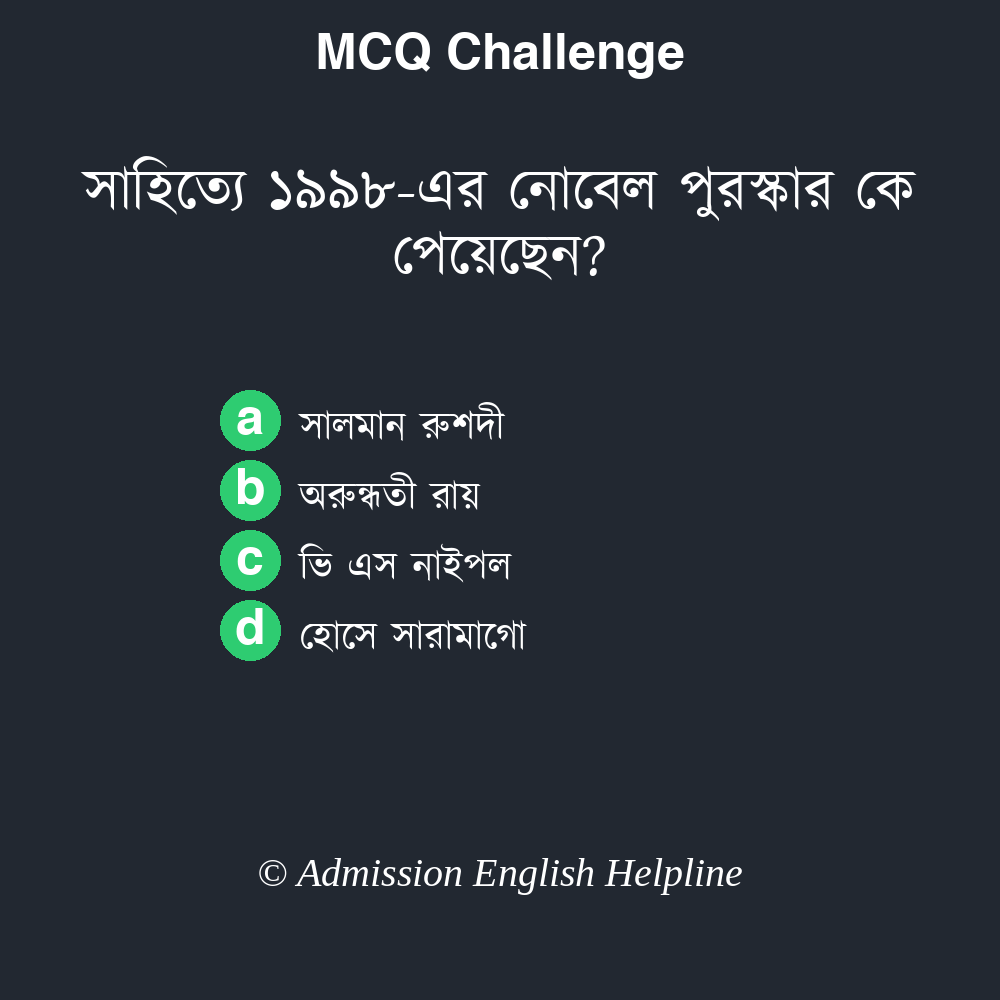 MCQ Challenge
সাহিত্যে ১৯৯৮-এর নোবেল পুরস্কার কে
পেয়েছেন?
a সালমান রুশদী
b অরুন্ধতী রায়
c ভি এস নাইপল
d হোসে সারামাগো
© Admission English Helpline